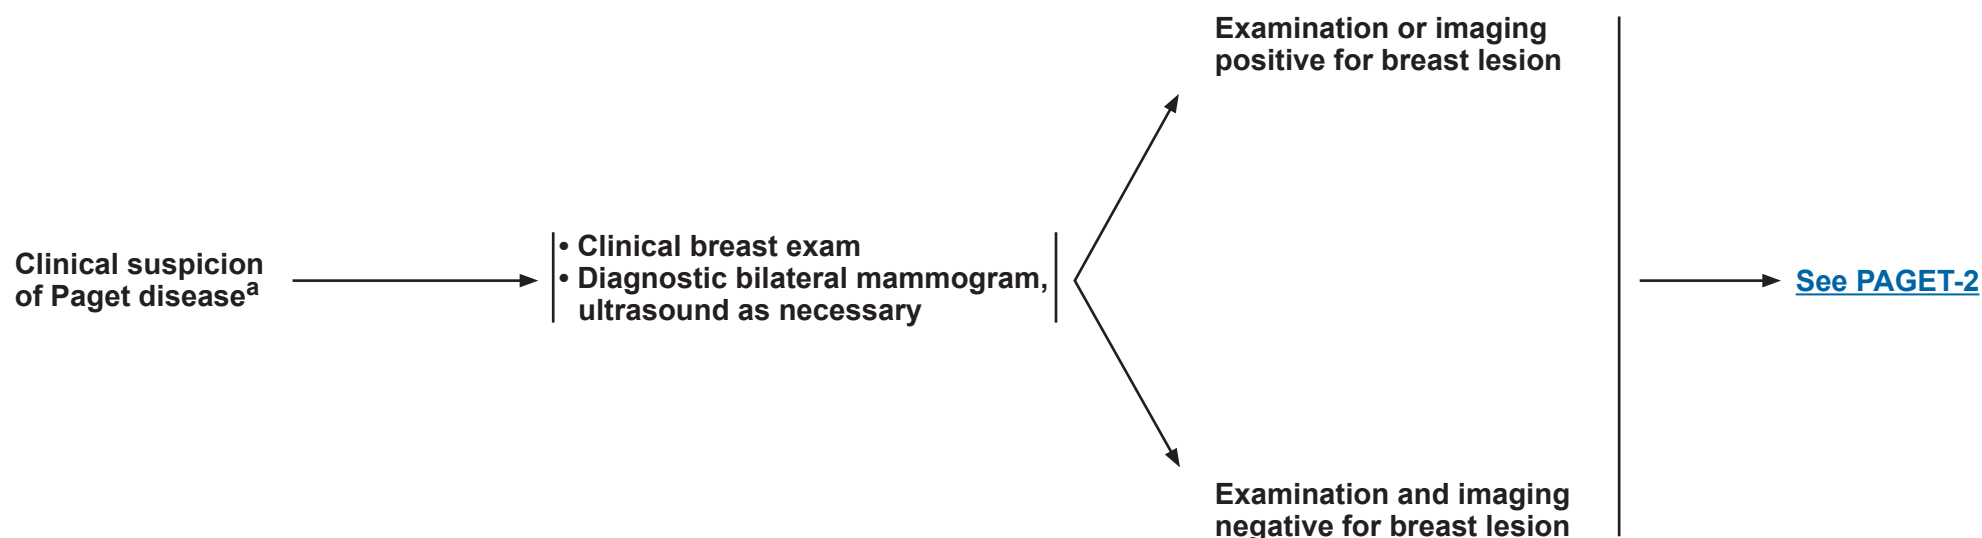 Clinical suspicion
of Paget diseaseᵃ
• Clinical breast exam
• Diagnostic bilateral mammogram,
ultrasound as necessary
Examination or imaging
positive for breast lesion
Examination and imaging
negative for breast lesion
See PAGET-2